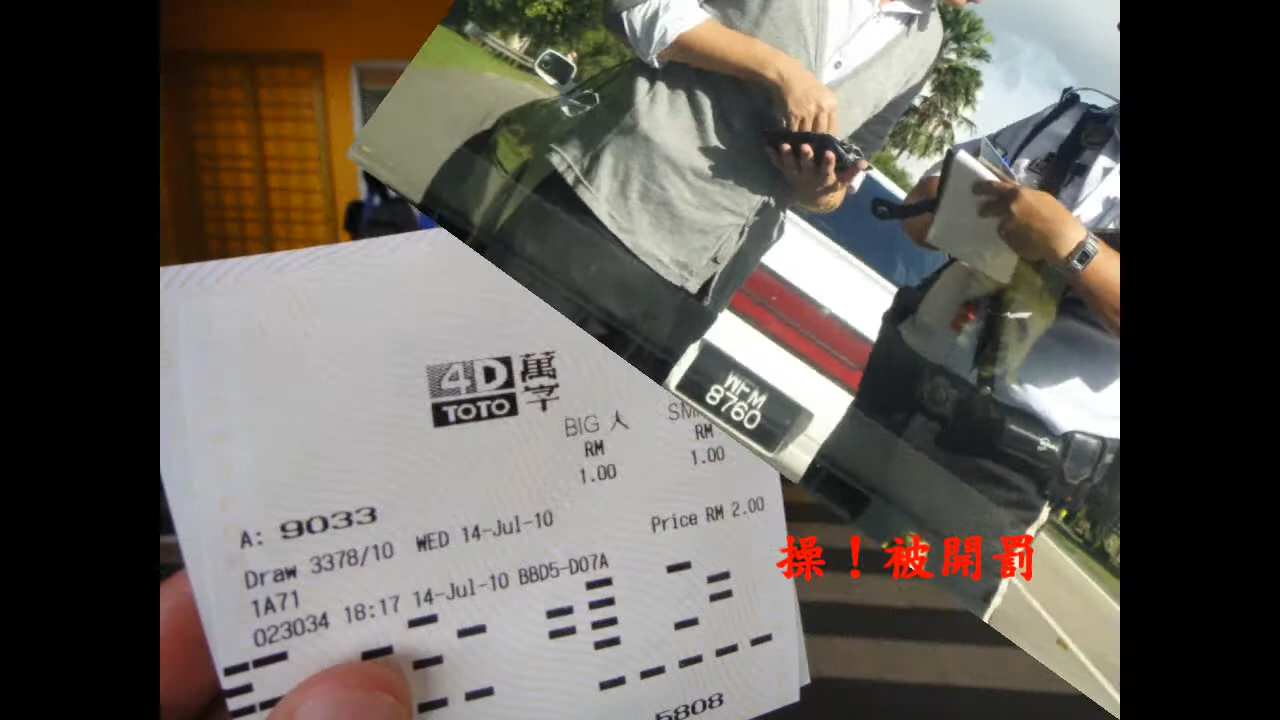 4D 萬字
TOTO
BIG 大
RM
1.00
RM
1.00
A: 9033
Draw 3378/10 WED 14-Jul-10 Price RM 2.00
1A71
023034 18:17 14-Jul-10 BBD5-D07A
5808
WFM
8760
操！被開罰